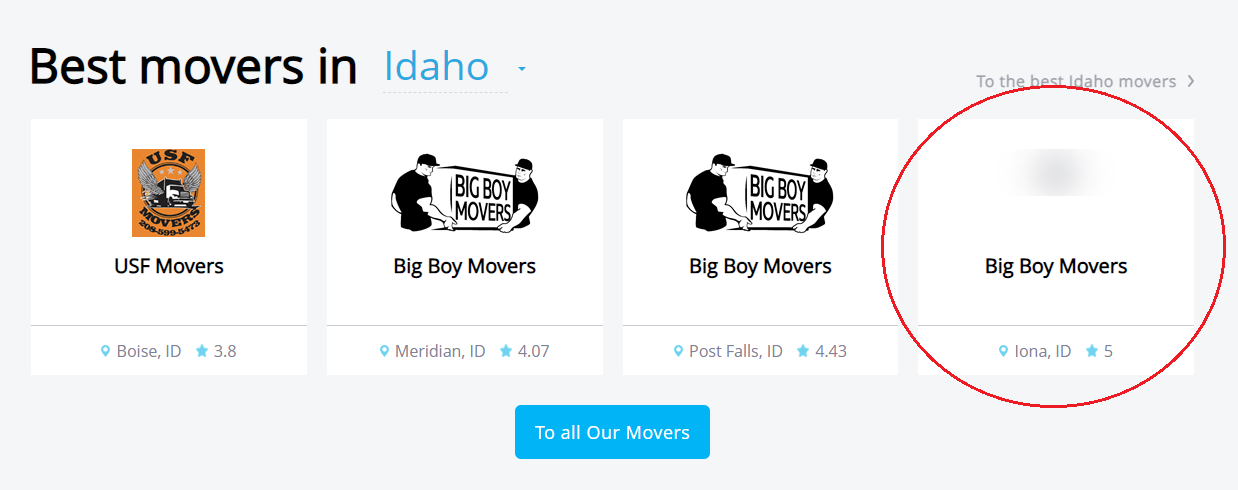 Best movers in Idaho
To the best Idaho movers
USF
MOVERS
208-599-5473
USF Movers
Boise, ID 3.8
BIG BOY
MOVERS
Big Boy Movers
Meridian, ID 4.07
BIG BOY
MOVERS
Big Boy Movers
Post Falls, ID 4.43
Big Boy Movers
Iona, ID 5
To all Our Movers